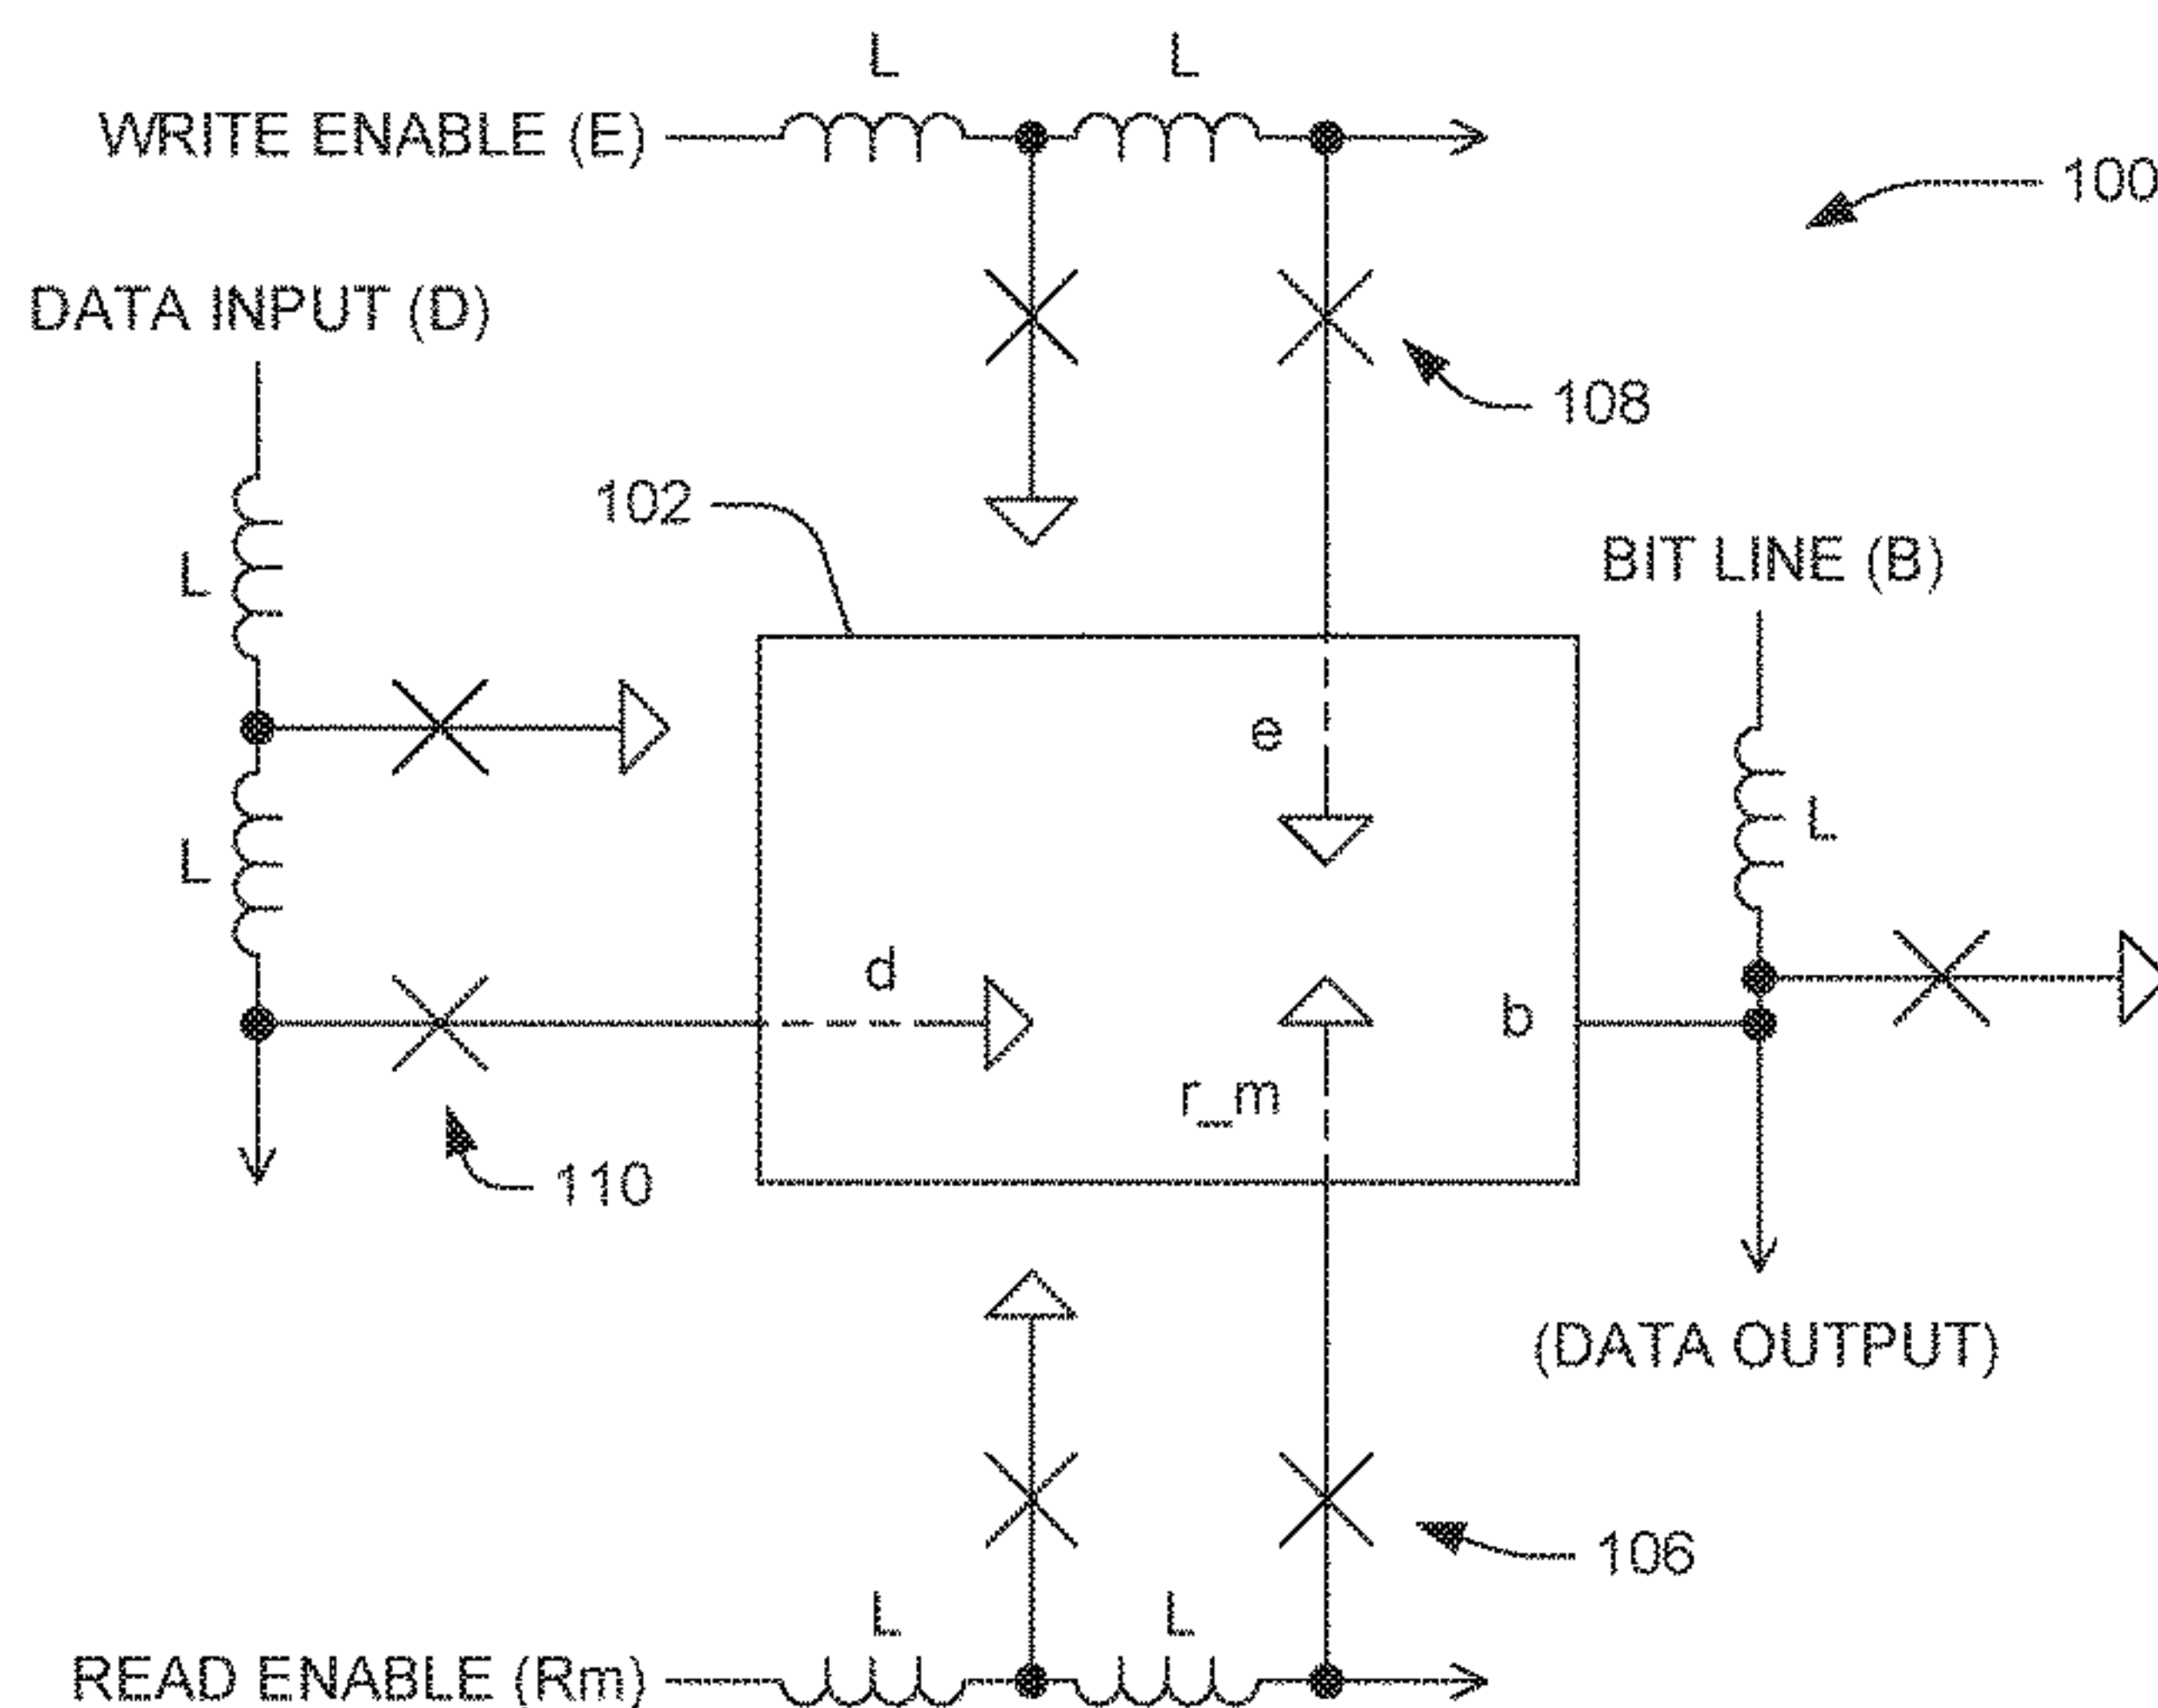 L L
WRITE ENABLE (E)
100
DATA INPUT (D)
108
102
BIT LINE (B)
L
e
L
L
d
b
r_m
110
(DATA OUTPUT)
106
L L
READ ENABLE (Rm)